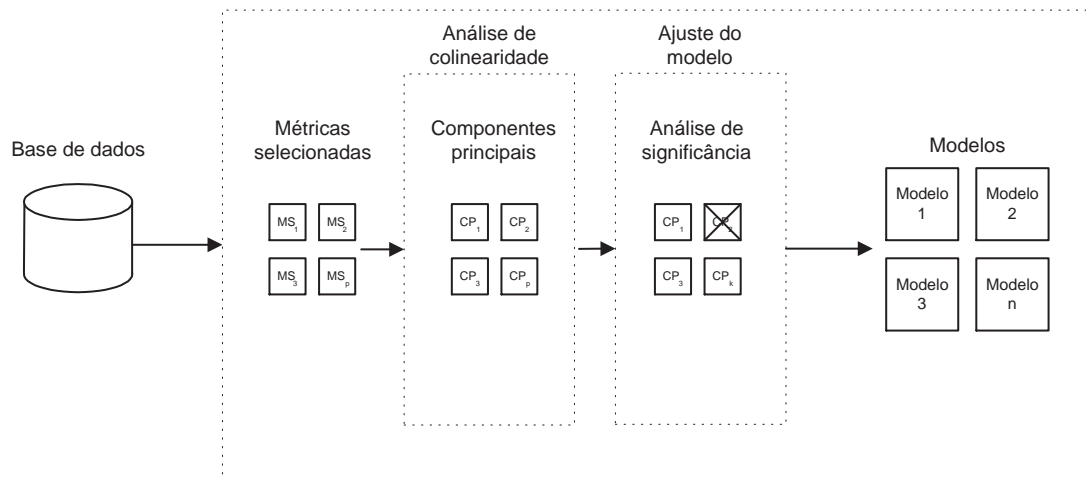 Análise de
colinearidade
Ajuste do
modelo
Base de dados
Métricas
selecionadas
Componentes
principais
Análise de
significância
Modelos
MS1 MS2
MS3 MSp
CP1 CP2
CP3 CPp
CP1 CP2
CP3 CPk
Modelo
1
Modelo
2
Modelo
3
Modelo
n